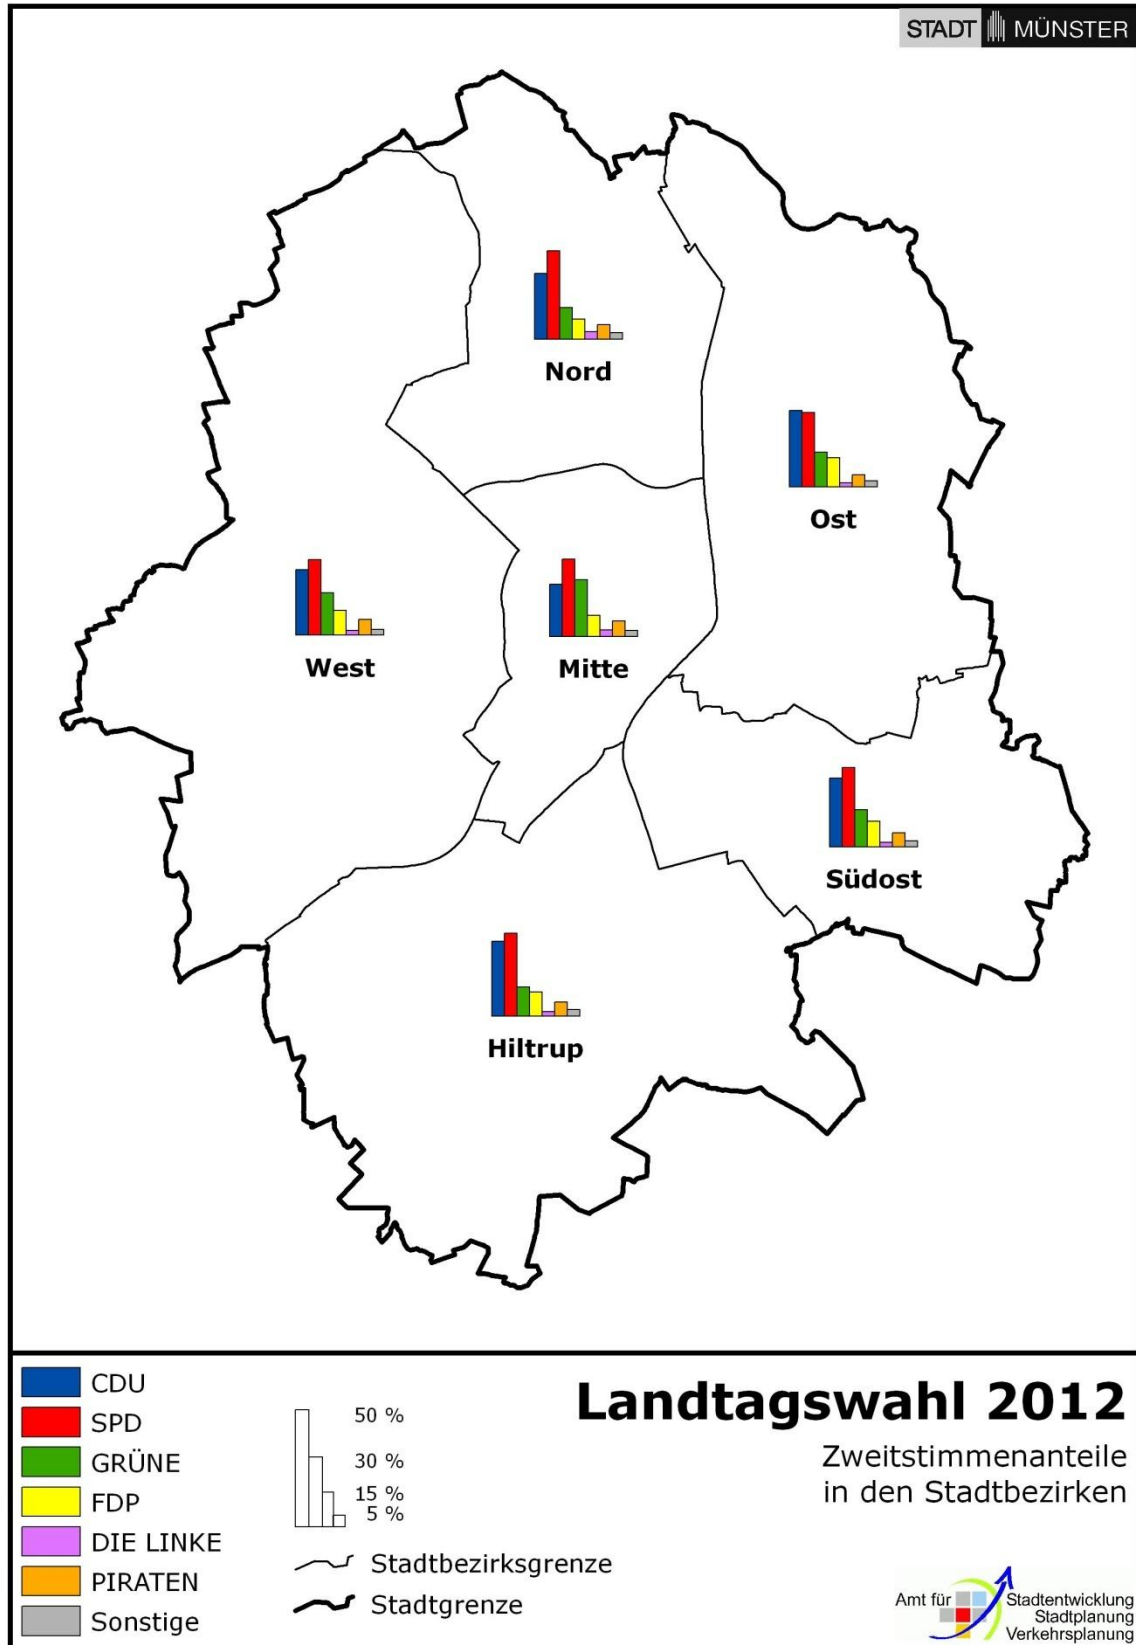 STADT MÜNSTER
Nord
Ost
West
Mitte
Südost
Hiltrup
CDU
SPD
GRÜNE
FDP
DIE LINKE
PIRATEN
Sonstige
50 %
30 %
15 %
5 %
Stadtbezirksgrenze
Stadtgrenze
Landtagswahl 2012
Zweitstimmenanteile
in den Stadtbezirken
Amt für Stadtentwicklung
Stadtplanung
Verkehrsplanung